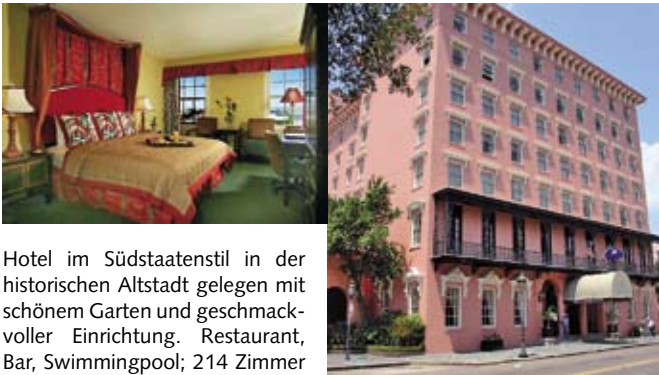 Hotel im Südstaatenstil in der
historischen Altstadt gelegen mit
schönem Garten und geschmack-
voller Einrichtung. Restaurant,
Bar, Swimmingpool; 214 Zimmer